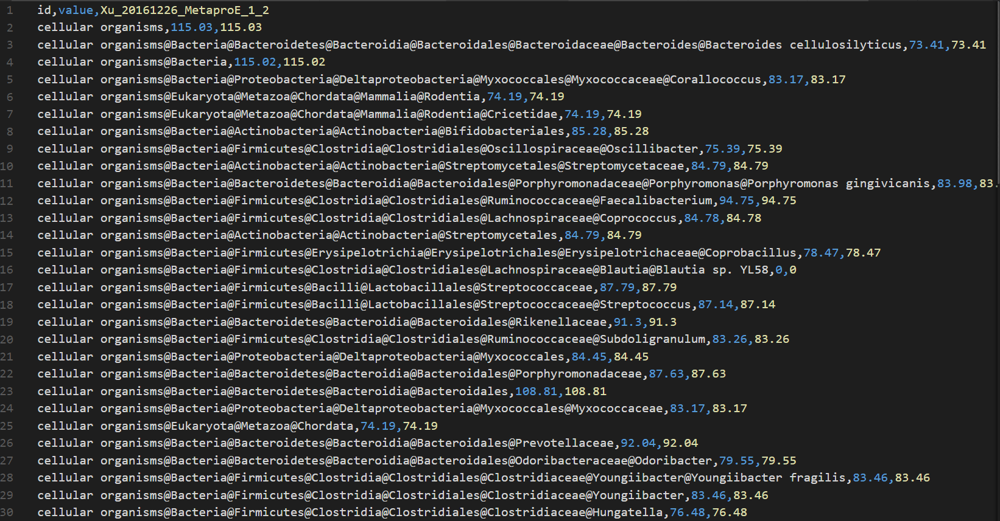 1 id,value,Xu_20161226_MetaproE_1_2
2 cellular organisms,115.03,115.03
3 cellular organisms@Bacteria@Bacteroidetes@Bacteroidia@Bacteroidales@Bacteroidaceae@Bacteroides@Bacteroides cellulosilyticus,73.41,73.41
4 cellular organisms@Bacteria,115.02,115.02
5 cellular organisms@Bacteria@Proteobacteria@Deltaproteobacteria@Myxococcales@Myxococcaceae@Corallococcus,83.17,83.17
6 cellular organisms@Eukaryota@Metazoa@Chordata@Mammalia@Rodentia,74.19,74.19
7 cellular organisms@Eukaryota@Metazoa@Chordata@Mammalia@Rodentia@Cricetidae,74.19,74.19
8 cellular organisms@Bacteria@Actinobacteria@Actinobacteria@Bifidobacteriales,85.28,85.28
9 cellular organisms@Bacteria@Firmicutes@Clostridia@Clostridiales@Oscillospiraceae@Oscillibacter,75.39,75.39
10 cellular organisms@Bacteria@Actinobacteria@Actinobacteria@Streptomycetales@Streptomycetaceae,84.79,84.79
11 cellular organisms@Bacteria@Bacteroidetes@Bacteroidia@Bacteroidales@Porphyromonadaceae@Porphyromonas@Porphyromonas gingivicanis,83.98,83.
12 cellular organisms@Bacteria@Firmicutes@Clostridia@Clostridiales@Ruminococcaceae@Faecalibacterium,94.75,94.75
13 cellular organisms@Bacteria@Firmicutes@Clostridia@Clostridiales@Lachnospiraceae@Coprococcus,84.78,84.78
14 cellular organisms@Bacteria@Actinobacteria@Actinobacteria@Streptomycetales,84.79,84.79
15 cellular organisms@Bacteria@Firmicutes@Erysipelotrichia@Erysipelotrichales@Erysipelotrichaceae@Coprobacillus,78.47,78.47
16 cellular organisms@Bacteria@Firmicutes@Clostridia@Clostridiales@Lachnospiraceae@Blautia@Blautia sp. YL58,0,0
17 cellular organisms@Bacteria@Firmicutes@Bacilli@Lactobacillales@Streptococcaceae,87.79,87.79
18 cellular organisms@Bacteria@Firmicutes@Bacilli@Lactobacillales@Streptococcaceae@Streptococcus,87.14,87.14
19 cellular organisms@Bacteria@Bacteroidetes@Bacteroidia@Bacteroidales@Rikenellaceae,91.3,91.3
20 cellular organisms@Bacteria@Firmicutes@Clostridia@Clostridiales@Ruminococcaceae@Subdoligranulum,83.26,83.26
21 cellular organisms@Bacteria@Proteobacteria@Deltaproteobacteria@Myxococcales,84.45,84.45
22 cellular organisms@Bacteria@Bacteroidetes@Bacteroidia@Bacteroidales@Porphyromonadaceae,87.63,87.63
23 cellular organisms@Bacteria@Bacteroidetes@Bacteroidia@Bacteroidales,108.81,108.81
24 cellular organisms@Bacteria@Proteobacteria@Deltaproteobacteria@Myxococcales@Myxococcaceae,83.17,83.17
25 cellular organisms@Eukaryota@Metazoa@Chordata,74.19,74.19
26 cellular organisms@Bacteria@Bacteroidetes@Bacteroidia@Bacteroidales@Prevotellaceae,92.04,92.04
27 cellular organisms@Bacteria@Bacteroidetes@Bacteroidia@Bacteroidales@Odoribacteraceae@Odoribacter,79.55,79.55
28 cellular organisms@Bacteria@Firmicutes@Clostridia@Clostridiales@Clostridiaceae@Youngiibacter@Youngiibacter fragilis,83.46,83.46
29 cellular organisms@Bacteria@Firmicutes@Clostridia@Clostridiales@Clostridiaceae@Youngiibacter,83.46,83.46
30 cellular organisms@Bacteria@Firmicutes@Clostridia@Clostridiales@Clostridiaceae@Hungatella,76.48,76.48